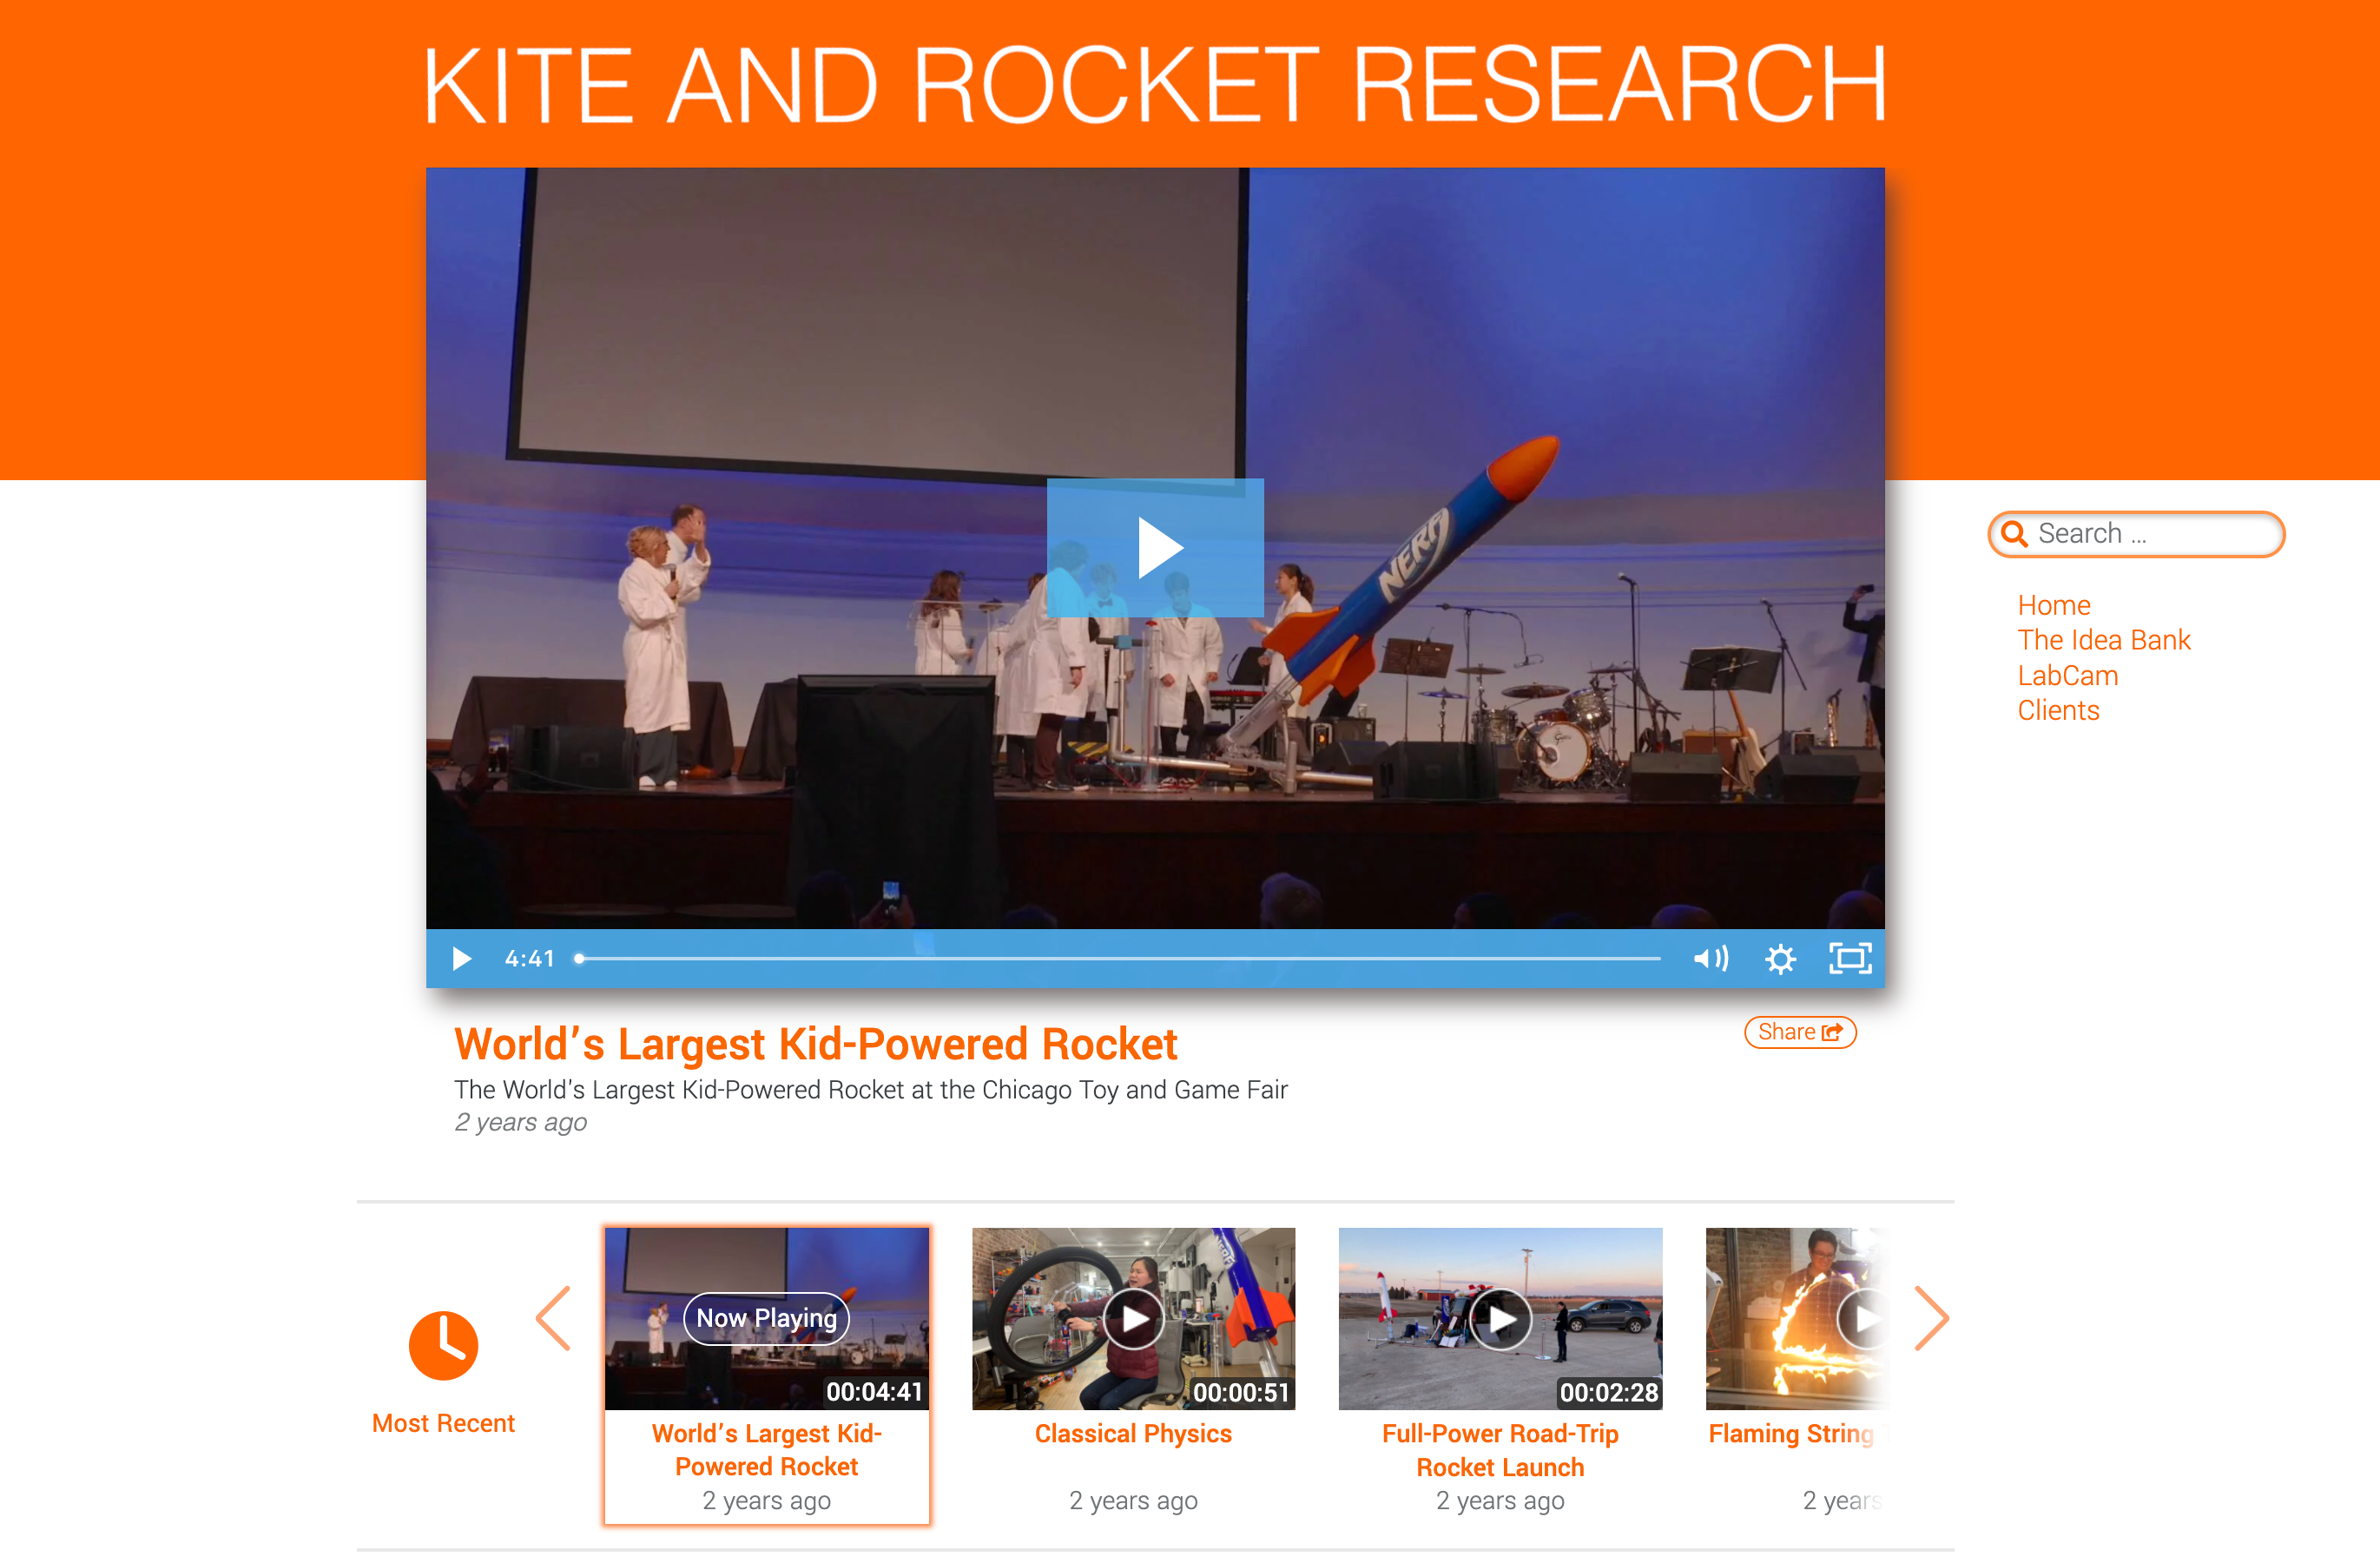 KITE AND ROCKET RESEARCH
NERF
4:41
Search ...
Home
The Idea Bank
LabCam
Clients
World's Largest Kid-Powered Rocket
Share
The World's Largest Kid-Powered Rocket at the Chicago Toy and Game Fair
2 years ago
Most Recent
Now Playing
00:04:41
World's Largest Kid-
Powered Rocket
2 years ago
NERF
00:00:51
Classical Physics
2 years ago
00:02:28
Full-Power Road-Trip
Rocket Launch
2 years ago
Flaming String
2 years